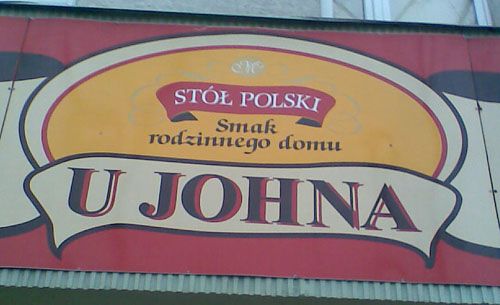 M
STÓŁ POLSKI
Smak
rodzinnego domu
U JOHNA